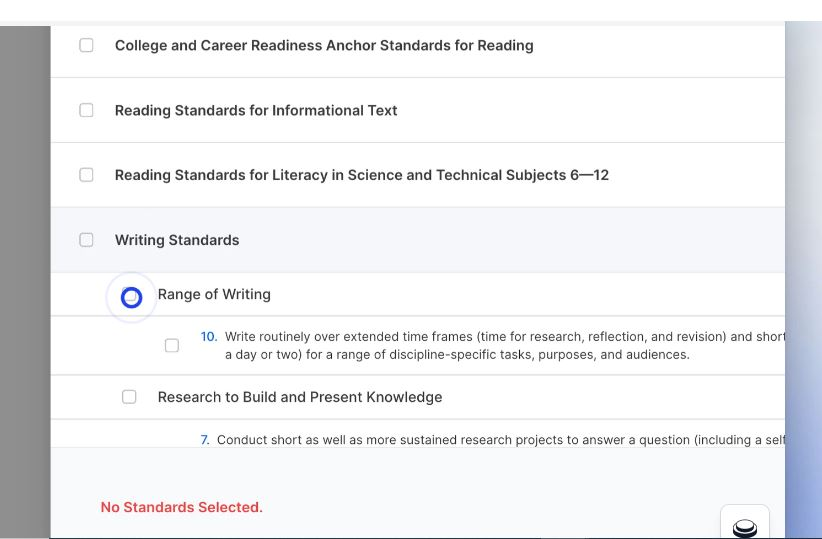 College and Career Readiness Anchor Standards for Reading
Reading Standards for Informational Text
Reading Standards for Literacy in Science and Technical Subjects 6—12
Writing Standards
Range of Writing
10. Write routinely over extended time frames (time for research, reflection, and revision) and short
a day or two) for a range of discipline-specific tasks, purposes, and audiences.
Research to Build and Present Knowledge
7. Conduct short as well as more sustained research projects to answer a question (including a self
No Standards Selected.